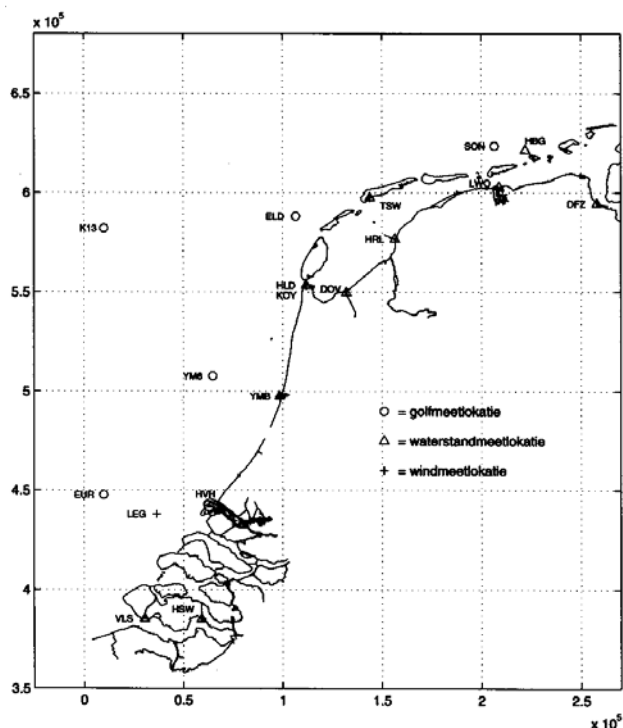 x 10⁵
6.5
6
5.5
5
4.5
4
3.5
HBG
SON
LWO
TSW
DFZ
ELD
K13
HRL
HLD
KOY
DOV
YM6
YMB
○ = golfmeetlokatie
△ = waterstandmeetlokatie
+ = windmeetlokatie
EUR
HVH
LEG
HSW
VLS
0
0.5
1
1.5
2
2.5
x 10⁵